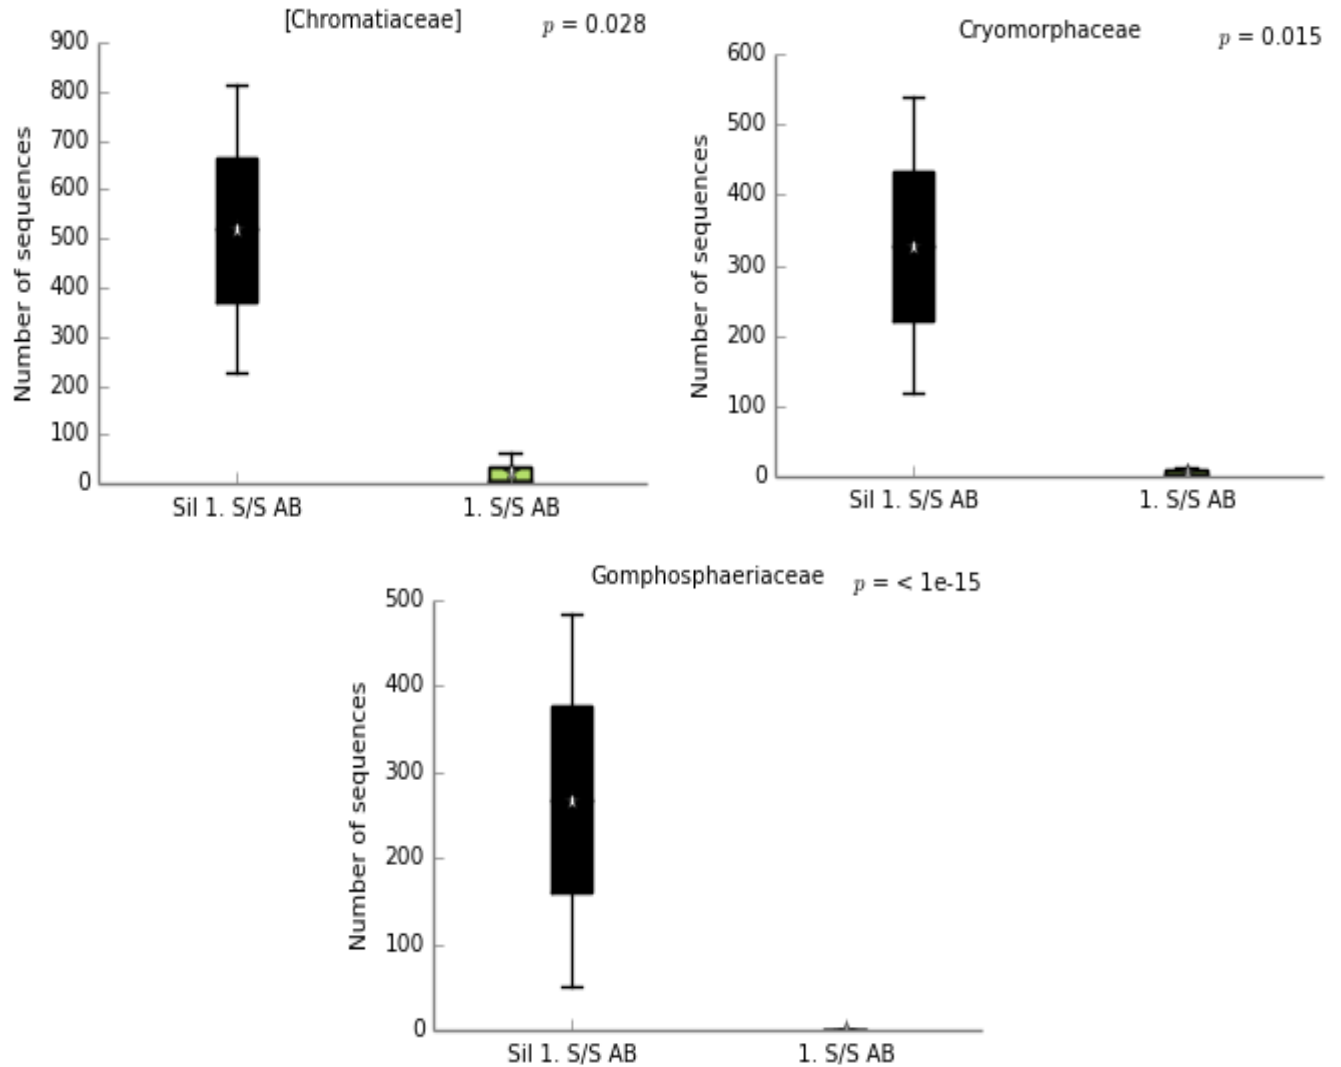 [Chromatiaceae]
p = 0.028
Number of sequences
900
800
700
600
500
400
300
200
100
0
Sil 1. S/S AB
1. S/S AB
Cryomorphaceae
p = 0.015
Number of sequences
600
500
400
300
200
100
0
Sil 1. S/S AB
1. S/S AB
Gomphosphaeriaceae
p = < 1e-15
Number of sequences
500
400
300
200
100
0
Sil 1. S/S AB
1. S/S AB